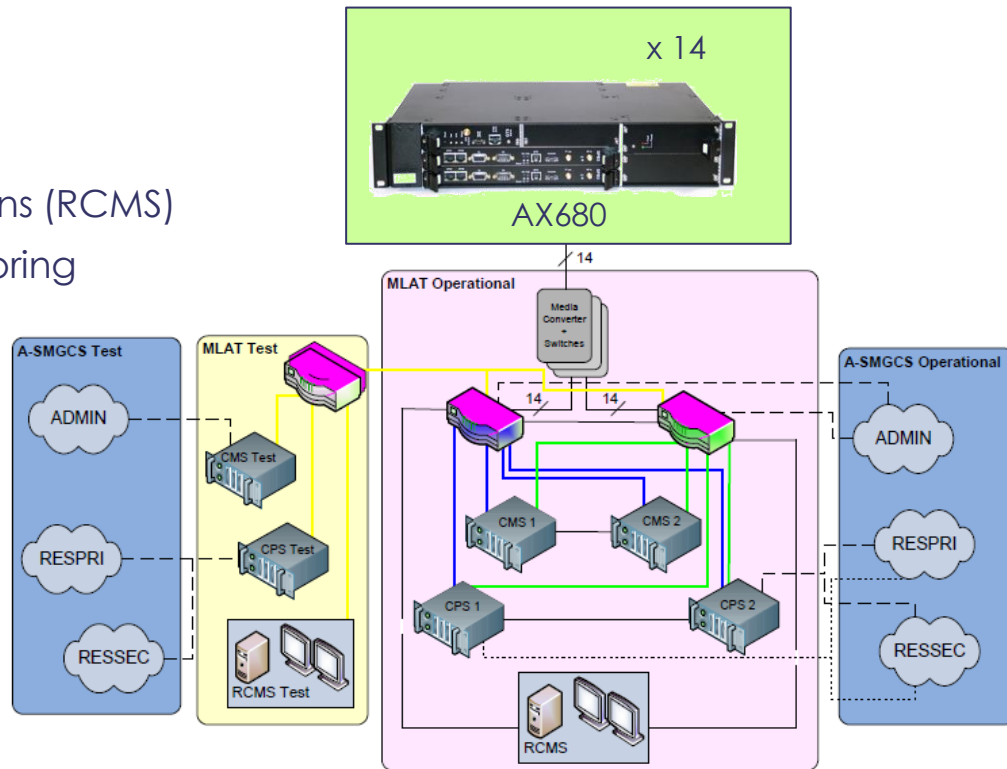 x 14
AX680
ns (RCMS)
oring
14
MLAT Operational
Media
Converter
+
Switches
A-SMGCS Test
MLAT Test
A-SMGCS Operational
ADMIN
CMS Test
14
14
ADMIN
RESPRI
CPS Test
CMS 1
CMS 2
RESPRI
CPS 1
CPS 2
RESSEC
RCMS Test
RESSEC
RCMS